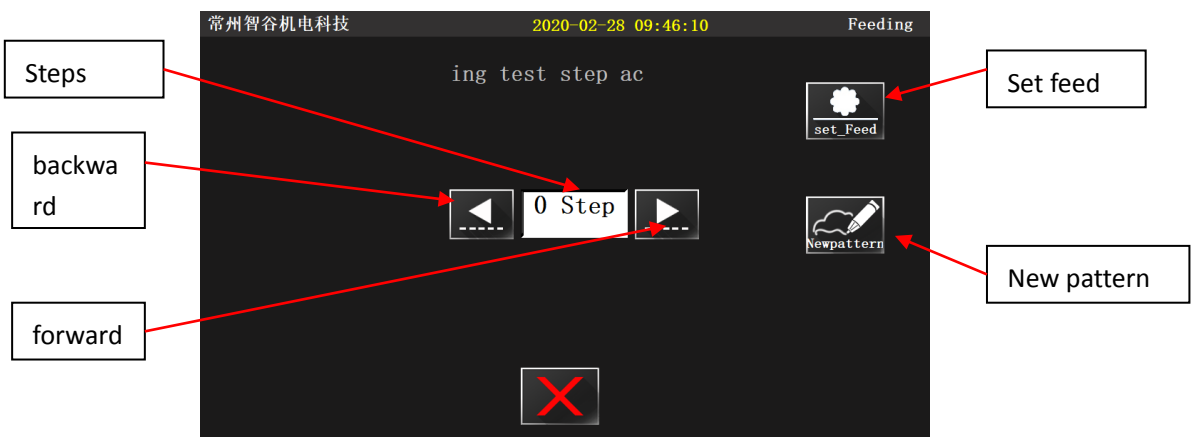 常州智谷机电科技 2020-02-28 09:46:10 Feeding
Steps
ing test step ac
Set feed
set_Feed
backwa
rd
0 Step
Newpattern
New pattern
forward